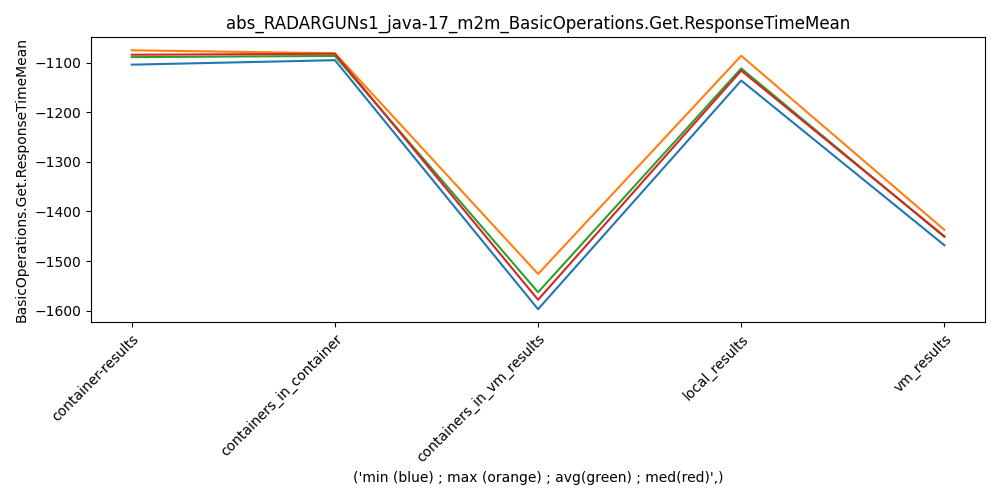 abs_RADARGUNs1_java-17_m2m_BasicOperations.Get.ResponseTimeMean
BasicOperations.Get.ResponseTimeMean
−1100
−1200
−1300
−1400
−1500
−1600
container-results
containers_in_container
containers_in_vm_results
local_results
vm_results
('min (blue) ; max (orange) ; avg(green) ; med(red)',)